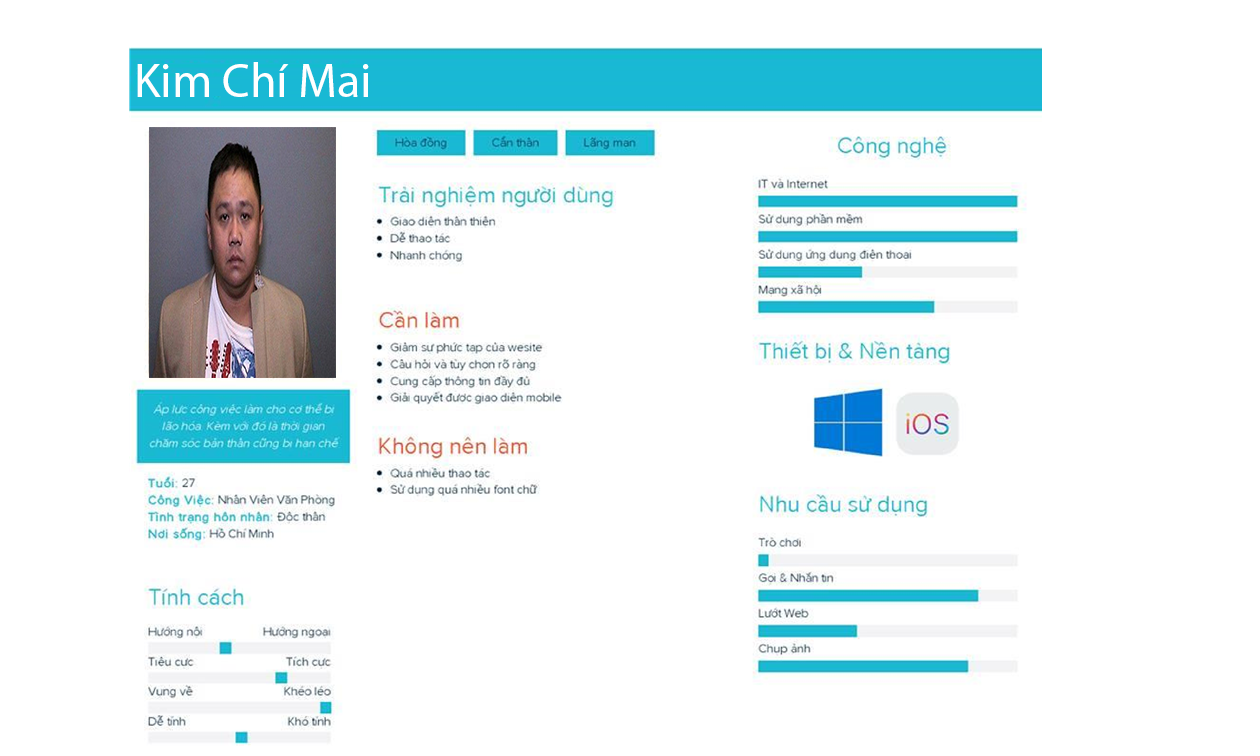 Kim Chí Mai
Hòa đồng
Cẩn thận
Lãng mạn
Trải nghiệm người dùng
Giao diện thân thiện
Dễ thao tác
Nhanh chóng
Cần làm
Giảm sự phức tạp của wesite
Câu hỏi và tùy chọn rõ ràng
Cung cấp thông tin đầy đủ
Giải quyết được giao diện mobile
Không nên làm
Quá nhiều thao tác
Sử dụng quá nhiều font chữ
Áp lực công việc làm cho cơ thể bị
lão hóa. Kèm với đó là thời gian
chăm sóc bản thân cũng bị hạn chế
Tuổi: 27
Công Việc: Nhân Viên Văn Phòng
Tình trạng hôn nhân: Độc thân
Nơi sống: Hồ Chí Minh
Tính cách
Hướng nội Hướng ngoại
Tiêu cực Tích cực
Vụng về Khéo léo
Dễ tính Khó tính
Công nghệ
IT và Internet
Sử dụng phần mềm
Sử dụng ứng dụng điện thoại
Mạng xã hội
Thiết bị & Nền tảng
iOS
Nhu cầu sử dụng
Trò chơi
Gọi & Nhắn tin
Lướt Web
Chụp ảnh